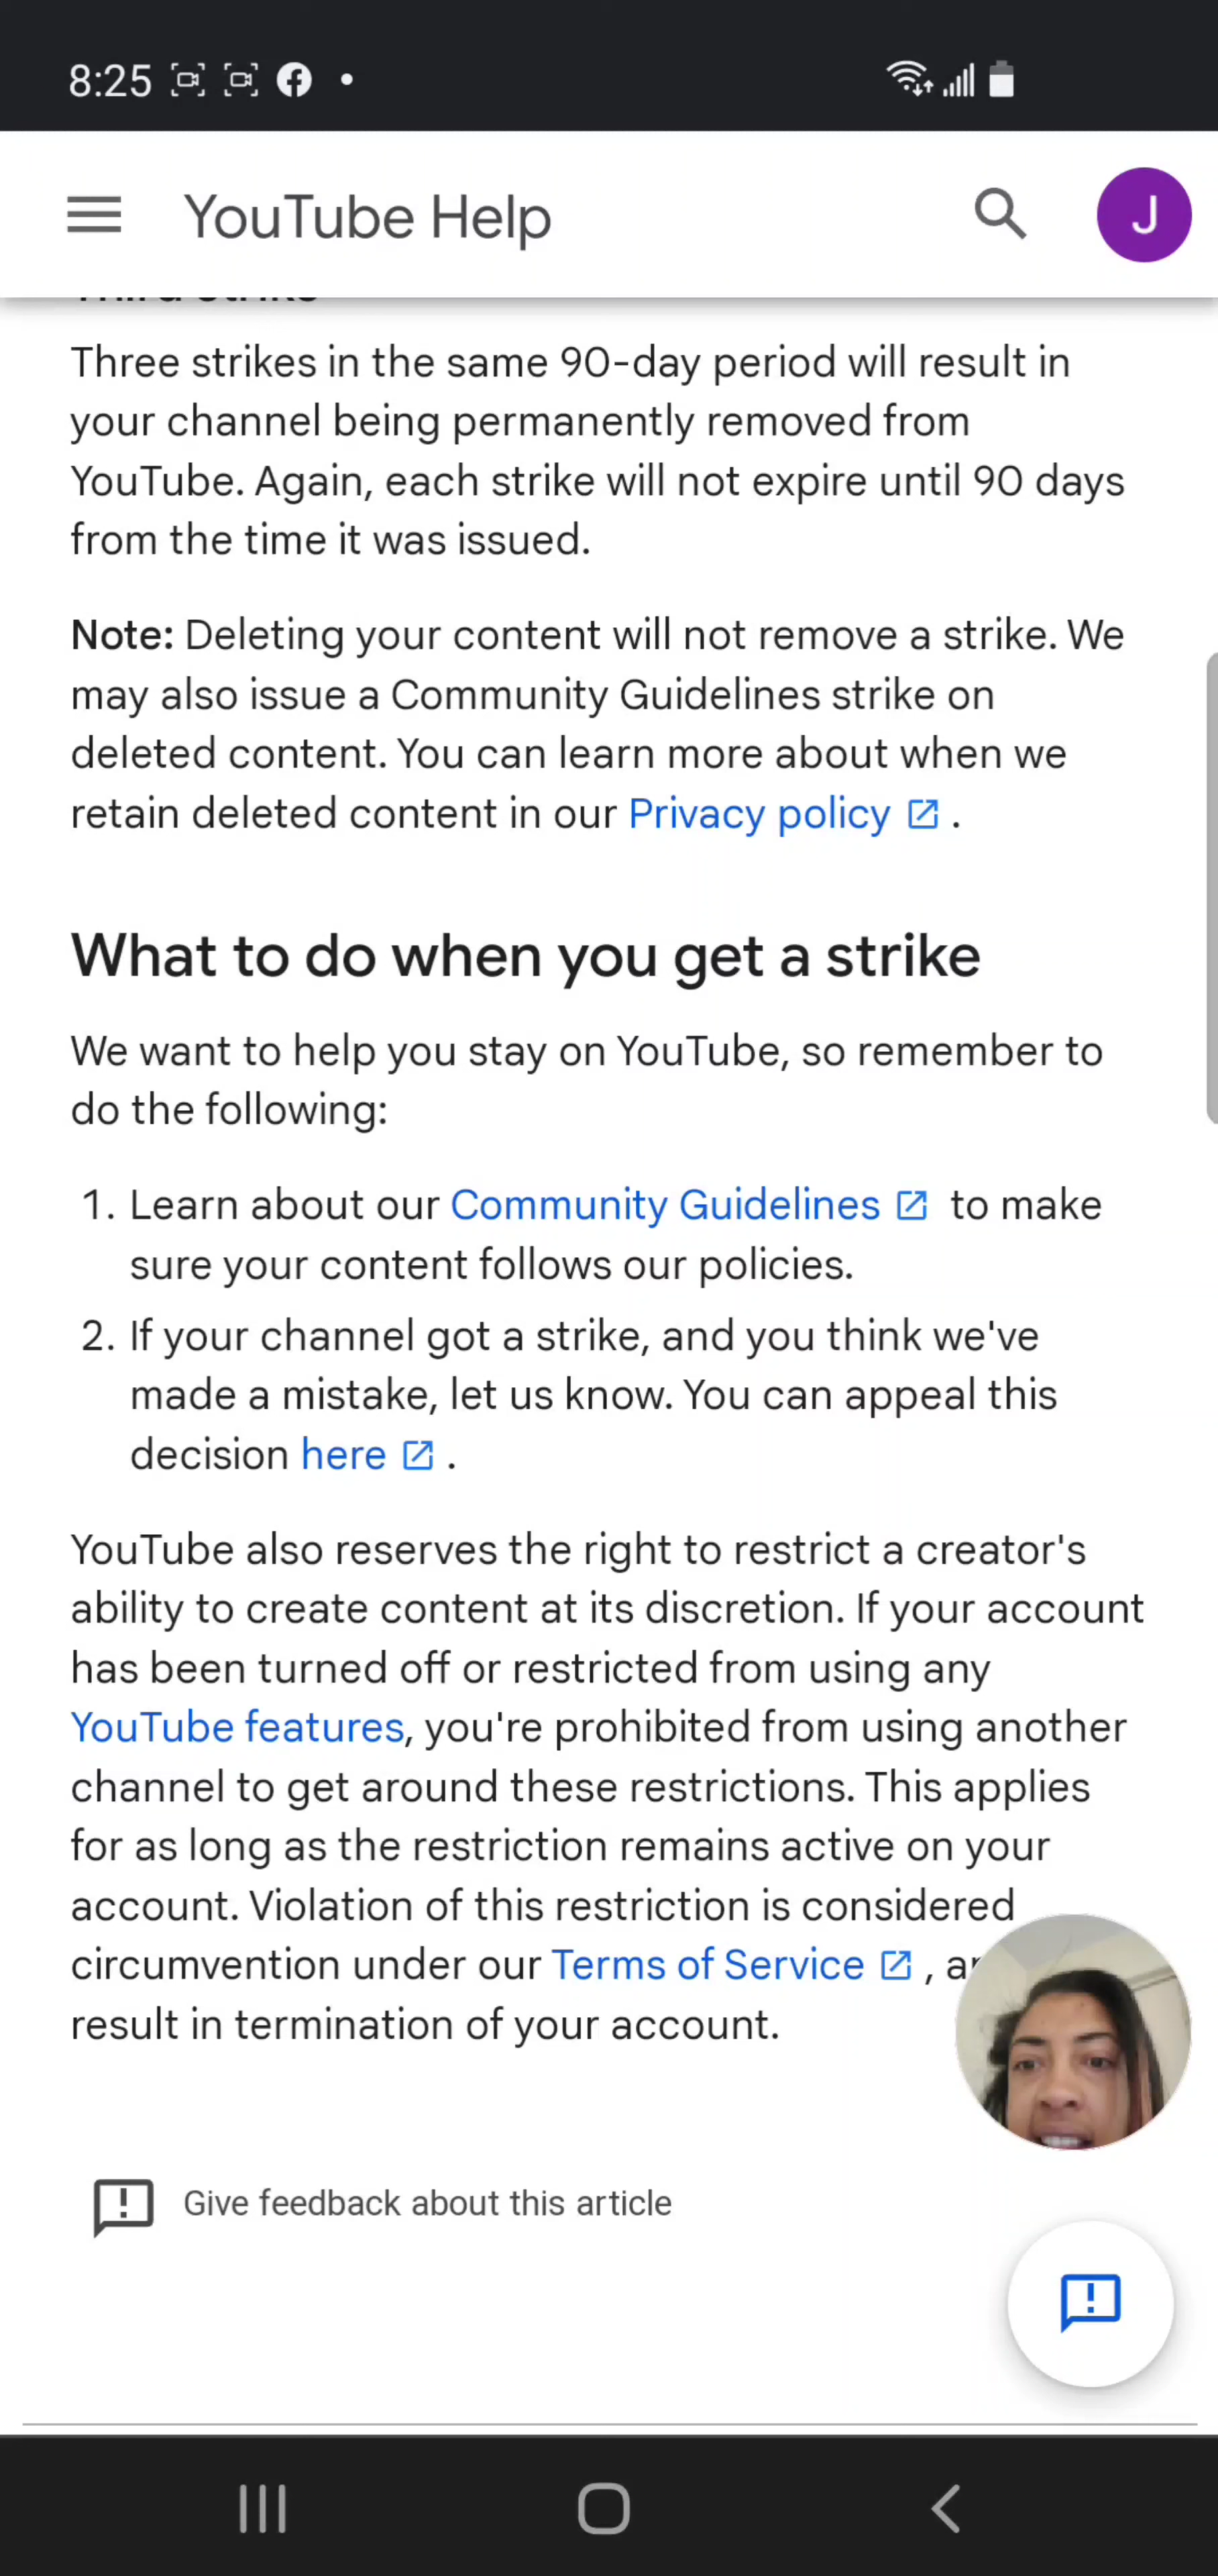 8:25
YouTube Help
J
Third strike
Three strikes in the same 90-day period will result in
your channel being permanently removed from
YouTube. Again, each strike will not expire until 90 days
from the time it was issued.
Note: Deleting your content will not remove a strike. We
may also issue a Community Guidelines strike on
deleted content. You can learn more about when we
retain deleted content in our Privacy policy .
What to do when you get a strike
We want to help you stay on YouTube, so remember to
do the following:
1. Learn about our Community Guidelines to make
sure your content follows our policies.
2. If your channel got a strike, and you think we've
made a mistake, let us know. You can appeal this
decision here .
YouTube also reserves the right to restrict a creator's
ability to create content at its discretion. If your account
has been turned off or restricted from using any
YouTube features, you're prohibited from using another
channel to get around these restrictions. This applies
for as long as the restriction remains active on your
account. Violation of this restriction is considered
circumvention under our Terms of Service ,
result in termination of your account.
Give feedback about this article